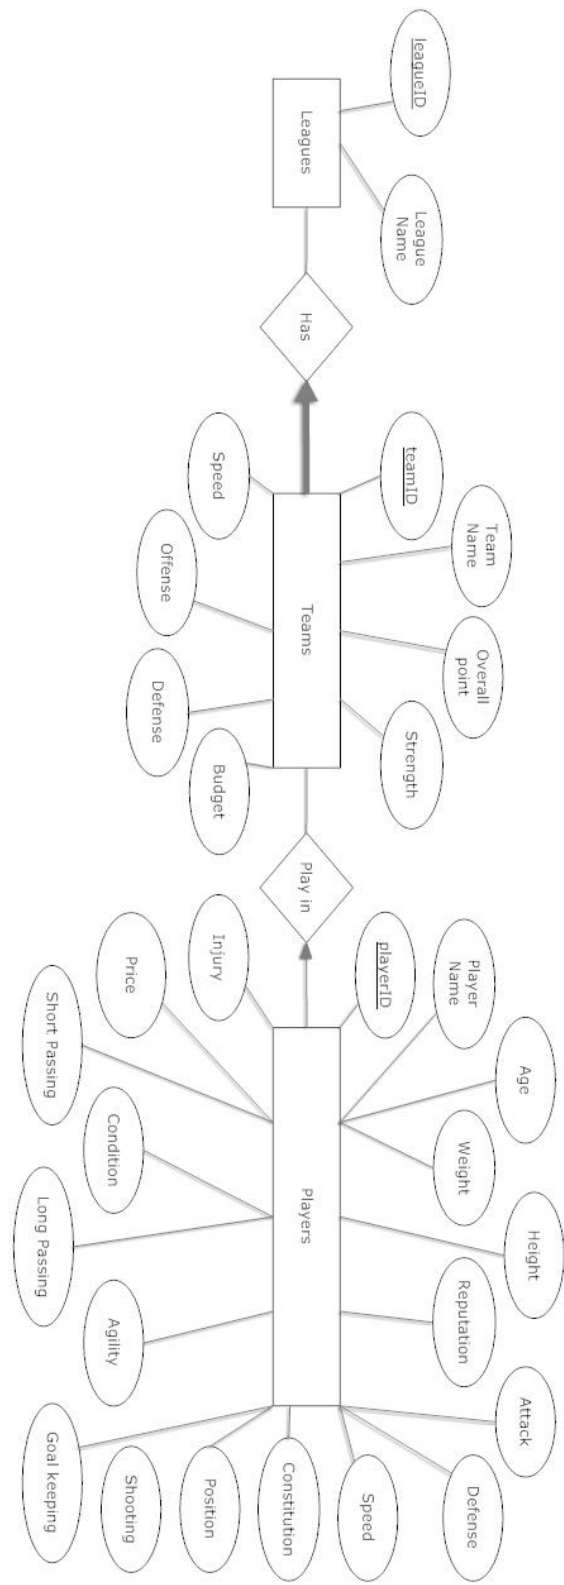 leagueID
League
Name
Leagues
Has
teamID
Team
Name
Overall
point
Strength
Teams
Speed
Offense
Defense
Budget
Play in
playerID
Player
Name
Age
Weight
Height
Reputation
Attack
Defense
Speed
Players
Injury
Price
Short Passing
Condition
Long Passing
Agility
Goal keeping
Shooting
Position
Constitution